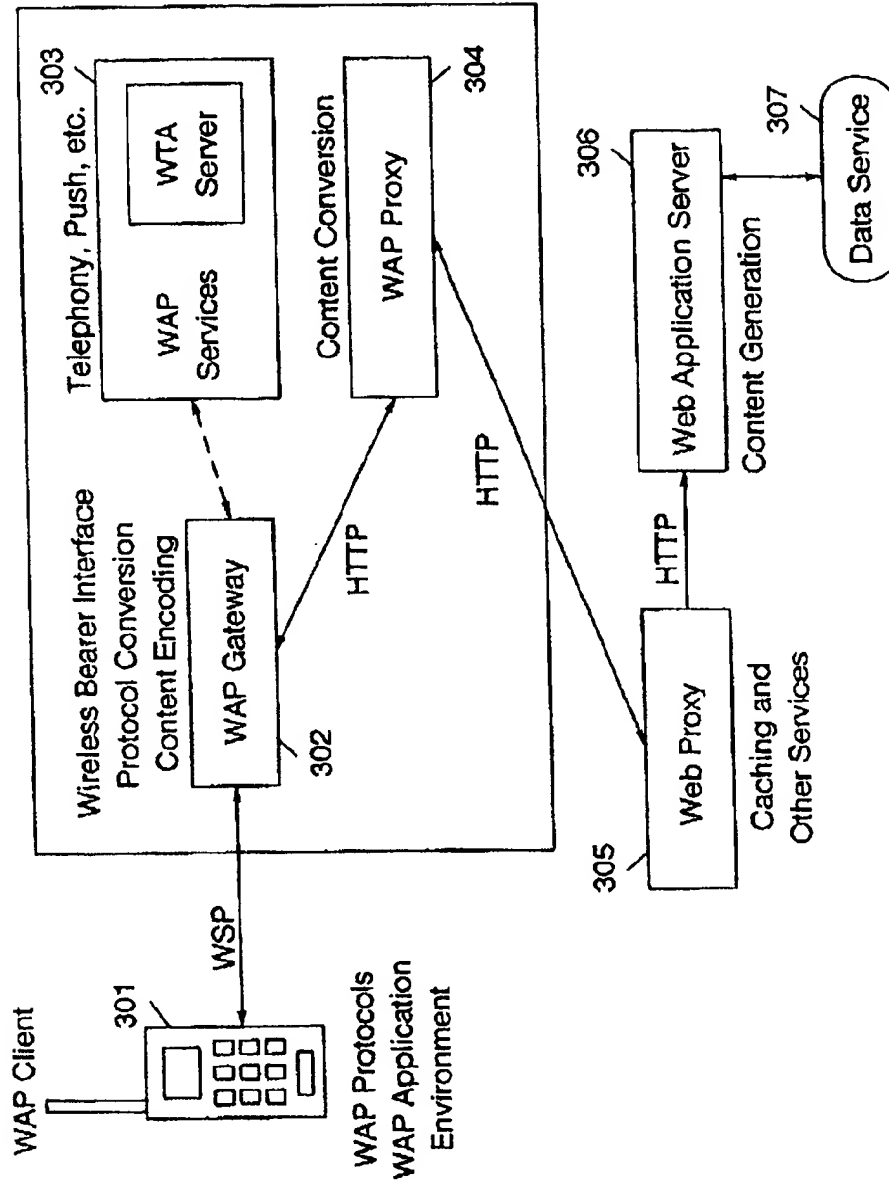 WAP Client
301
WAP Protocols
WAP Application
Environment
WSP
Wireless Bearer Interface
Protocol Conversion
Content Encoding
WAP Gateway
302
Telephony, Push, etc.
303
WAP
Services
WTA
Server
HTTP
Content Conversion
WAP Proxy
304
HTTP
305
Web Proxy
Caching and
Other Services
HTTP
306
Web Application Server
Content Generation
307
Data Service